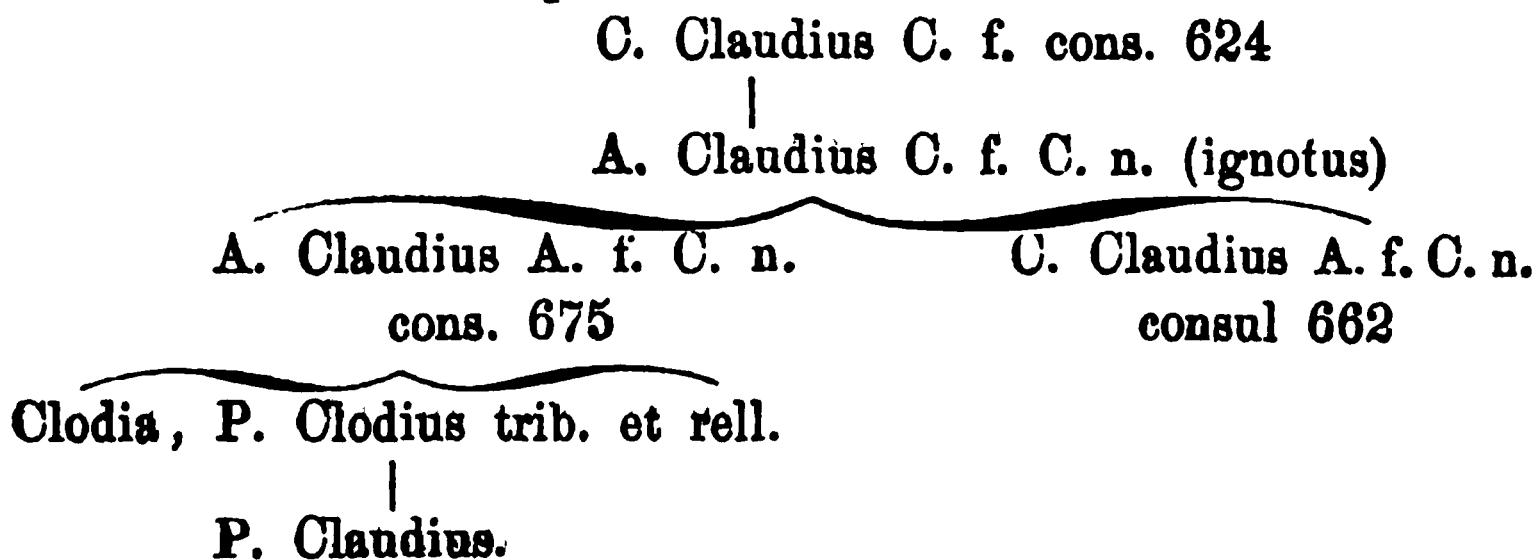 C. Claudius C. f. cons. 624
A. Claudius C. f. C. n. (ignotus)
A. Claudius A. f. C. n. C. Claudius A. f. C. n.
cons. 675 consul 662
Clodia, P. Clodius trib. et rell.
P. Claudius.